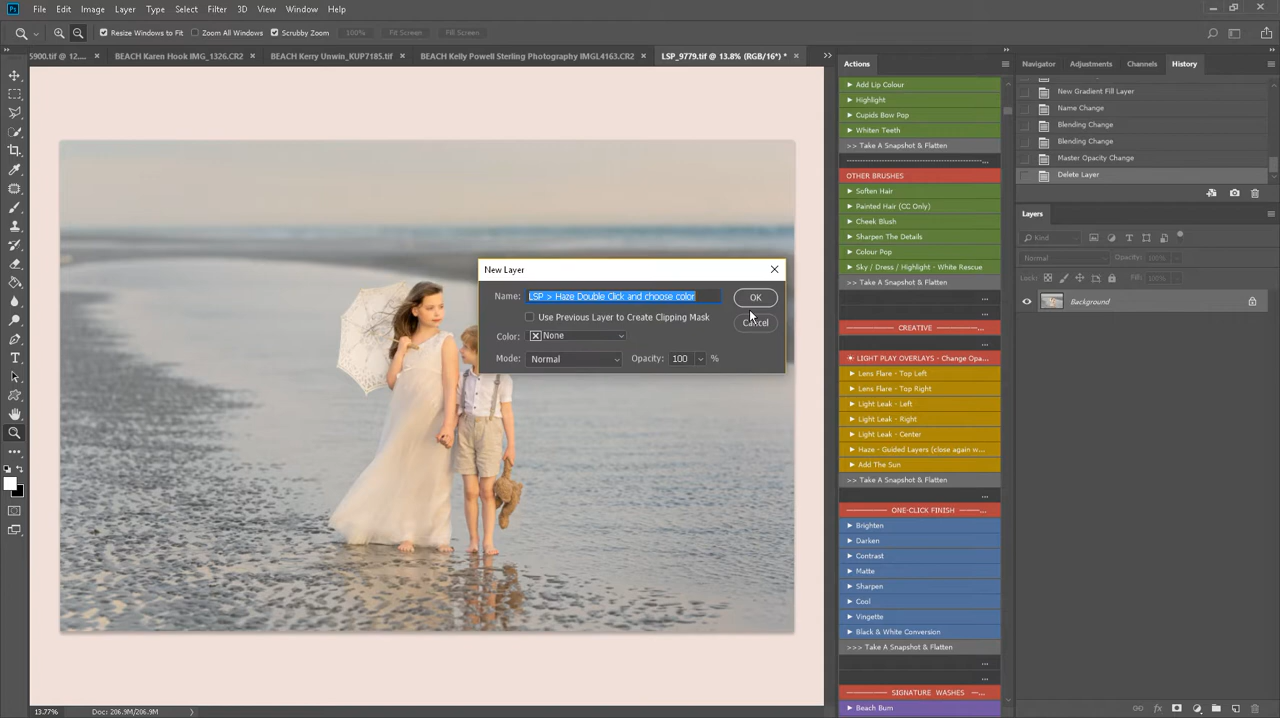 Ps File Edit Image Layer Type Select Filter 3D View Window Help
Resize Windows to Fit Zoom All Windows Scrubby Zoom 100% Fit Screen Fill Screen
5900.tif @ 12.... × BEACH Karen Hook IMG_1326.CR2 × BEACH Kerry Unwin_KUP7185.tif × BEACH Kelly Powell Sterling Photography IMGL4163.CR2 × LSP_9779.tif @ 13.8% (RGB/16*) * ×
Actions
Add Lip Colour
Highlight
Cupids Bow Pop
Whiten Teeth
>> Take A Snapshot & Flatten
-------------------------------------------...
OTHER BRUSHES
Soften Hair
Painted Hair (CC Only)
Cheek Blush
Sharpen The Details
Colour Pop
Sky / Dress / Highlight - White Rescue
>> Take A Snapshot & Flatten
...
...
CREATIVE
...
LIGHT PLAY OVERLAYS - Change Opa...
Lens Flare - Top Left
Lens Flare - Top Right
Light Leak - Left
Light Leak - Right
Light Leak - Center
Haze - Guided Layers (close again w...
Add The Sun
>> Take A Snapshot & Flatten
...
ONE-CLICK FINISH
Brighten
Darken
Contrast
Matte
Sharpen
Cool
Vingette
Black & White Conversion
>>> Take A Snapshot & Flatten
...
...
SIGNATURE WASHES
Beach Bum
Navigator Adjustments Channels History
New Gradient Fill Layer
Name Change
Blending Change
Blending Change
Master Opacity Change
Delete Layer
Layers
Kind
Normal Opacity: 100%
Lock: Fill: 100%
Background
New Layer
Name: LSP > Haze Double Click and choose color OK
Use Previous Layer to Create Clipping Mask Cancel
Color: None
Mode: Normal Opacity: 100 %
13.77% Doc: 206.9M/206.9M